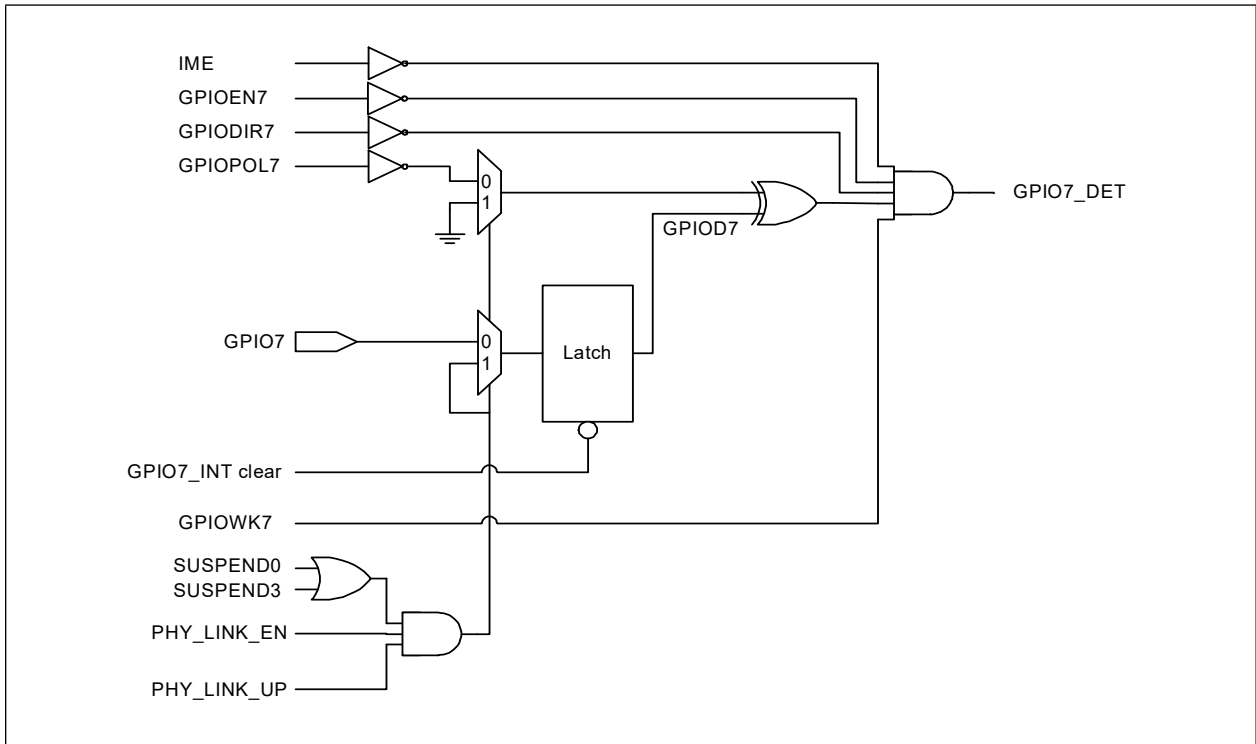 IME
GPIOEN7
GPIODIR7
GPIOPOL7
0
1
GPIO7_DET
GPIOD7
GPIO7
0
1
Latch
GPIO7_INT clear
GPIOWK7
SUSPEND0
SUSPEND3
PHY_LINK_EN
PHY_LINK_UP